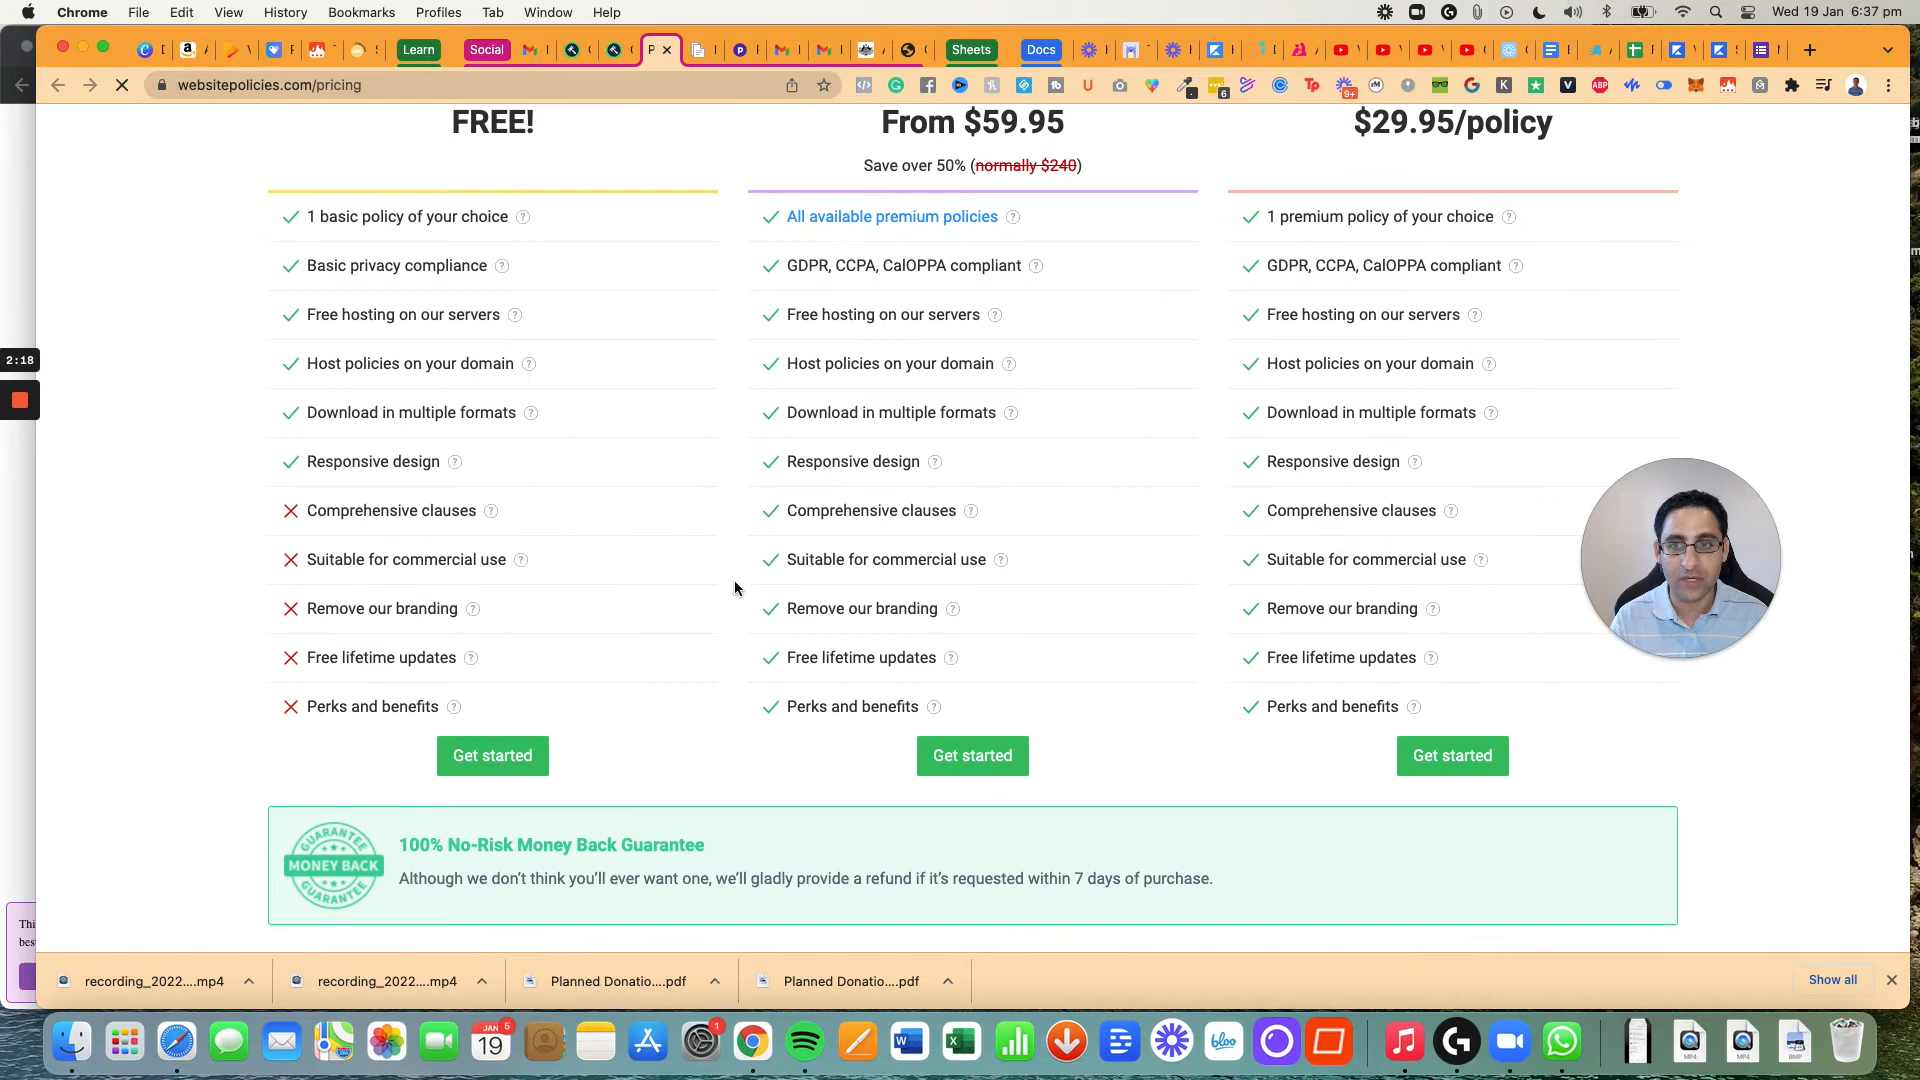 Chrome File Edit View History Bookmarks Profiles Tab Window Help
Wed 19 Jan 6:37 pm
Learn Social Sheets Docs
websitepolicies.com/pricing
FREE!
1 basic policy of your choice
Basic privacy compliance
Free hosting on our servers
Host policies on your domain
Download in multiple formats
Responsive design
Comprehensive clauses
Suitable for commercial use
Remove our branding
Free lifetime updates
Perks and benefits
Get started
From $59.95
Save over 50% (normally $240)
All available premium policies
GDPR, CCPA, CalOPPA compliant
Free hosting on our servers
Host policies on your domain
Download in multiple formats
Responsive design
Comprehensive clauses
Suitable for commercial use
Remove our branding
Free lifetime updates
Perks and benefits
Get started
$29.95/policy
1 premium policy of your choice
GDPR, CCPA, CalOPPA compliant
Free hosting on our servers
Host policies on your domain
Download in multiple formats
Responsive design
Comprehensive clauses
Suitable for commercial use
Remove our branding
Free lifetime updates
Perks and benefits
Get started
2:18
GUARANTEE
MONEY BACK
GUARANTEE
100% No-Risk Money Back Guarantee
Although we don't think you'll ever want one, we'll gladly provide a refund if it's requested within 7 days of purchase.
recording_2022....mp4
recording_2022....mp4
Planned Donatio....pdf
Planned Donatio....pdf
Show all
JAN
19
bloo